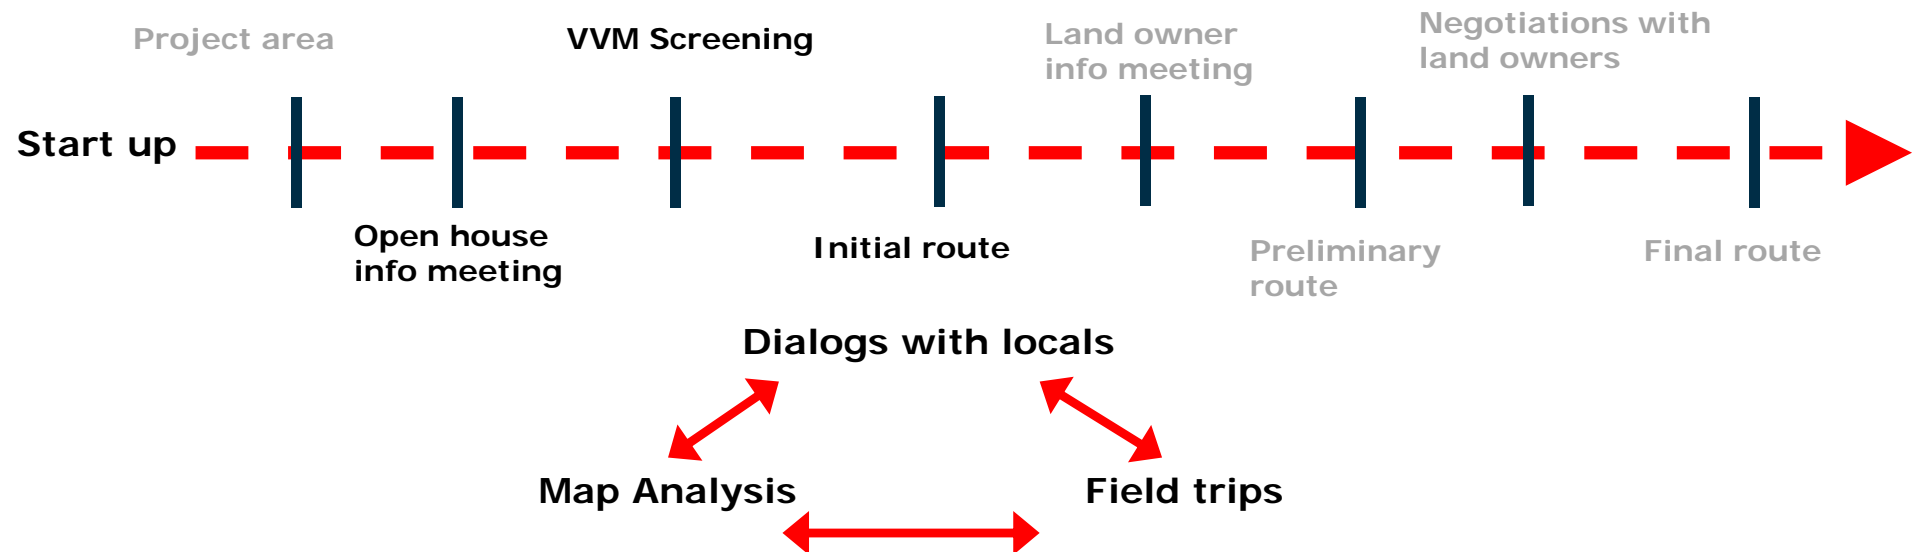 Project area
VVM Screening
Land owner
info meeting
Negotiations with
land owners
Start up
Open house
info meeting
Initial route
Preliminary
route
Final route
Dialogs with locals
Map Analysis
Field trips